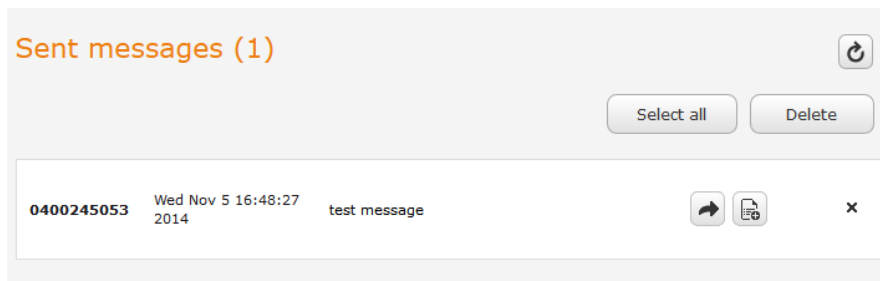 Sent messages (1)
Select all Delete
0400245053 Wed Nov 5 16:48:27 test message
2014